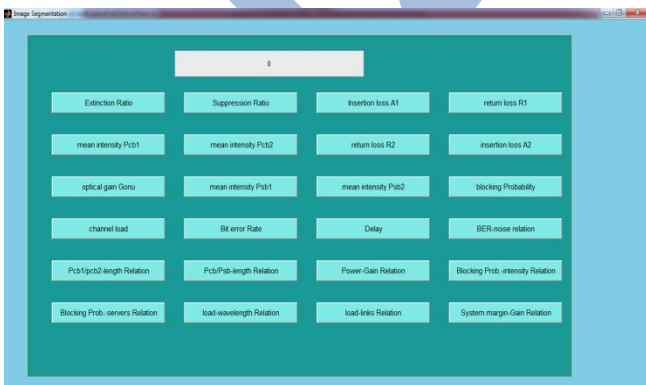 Image Segmentation
0
Extinction Ratio Suppression Ratio Insertion loss A1 return loss R1
mean intensity Pcb1 mean intensity Pcb2 return loss R2 insertion loss A2
optical gain Gonu mean intensity Psb1 mean intensity Psb2 blocking Probability
channel load Bit error Rate Delay BER-noise relation
Pcb1/pcb2-length Relation Pcb/Psb-length Relation Power-Gain Relation Blocking Prob.-intensity Relation
Blocking Prob.-servers Relation load-wavelength Relation load-links Relation System margin-Gain Relation